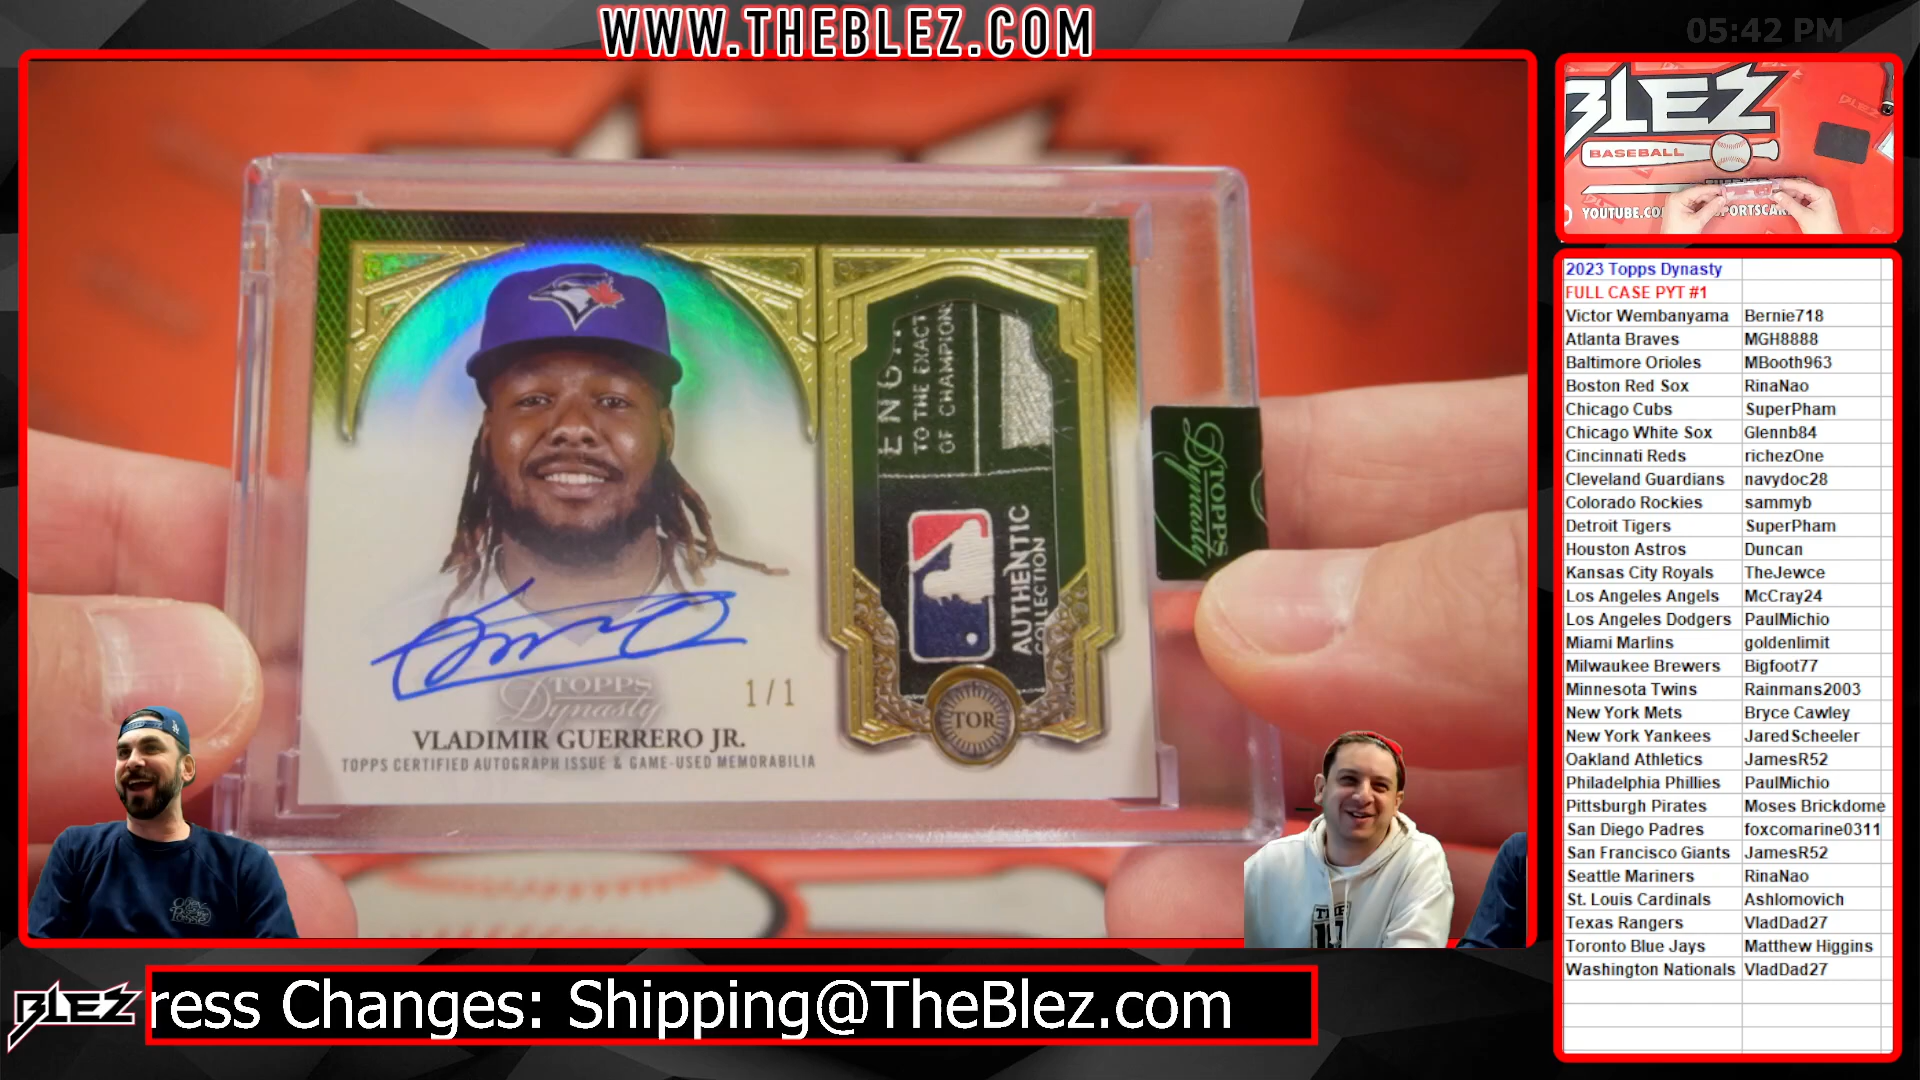 WWW.THEBLEZ.COM
05:42 PM
BLEZ
BASEBALL
YOUTUBE.CO
PORTSCAR
ENG
TO THE EXACT
OF CHAMPION
AUTHENTIC
COLLECTION
TOPPS
Dynasty
TOR
TOPPS
Dynasty
1/1
VLADIMIR GUERRERO JR.
TOPPS CERTIFIED AUTOGRAPH ISSUE & GAME-USED MEMORABILIA
2023 Topps Dynasty
FULL CASE PYT #1
Victor Wembanyama Bernie718
Atlanta Braves MGH8888
Baltimore Orioles MBooth963
Boston Red Sox RinaNao
Chicago Cubs SuperPham
Chicago White Sox Glennb84
Cincinnati Reds richezOne
Cleveland Guardians navydoc28
Colorado Rockies sammyb
Detroit Tigers SuperPham
Houston Astros Duncan
Kansas City Royals TheJewce
Los Angeles Angels McCray24
Los Angeles Dodgers PaulMichio
Miami Marlins goldenlimit
Milwaukee Brewers Bigfoot77
Minnesota Twins Rainmans2003
New York Mets Bryce Cawley
New York Yankees Jared Scheeler
Oakland Athletics JamesR52
Philadelphia Phillies PaulMichio
Pittsburgh Pirates Moses Brickdome
San Diego Padres foxcomarine0311
San Francisco Giants JamesR52
Seattle Mariners RinaNao
St. Louis Cardinals Ashlomovich
Texas Rangers VladDad27
Toronto Blue Jays Matthew Higgins
Washington Nationals VladDad27
BLEZ
ress Changes: Shipping@TheBlez.com